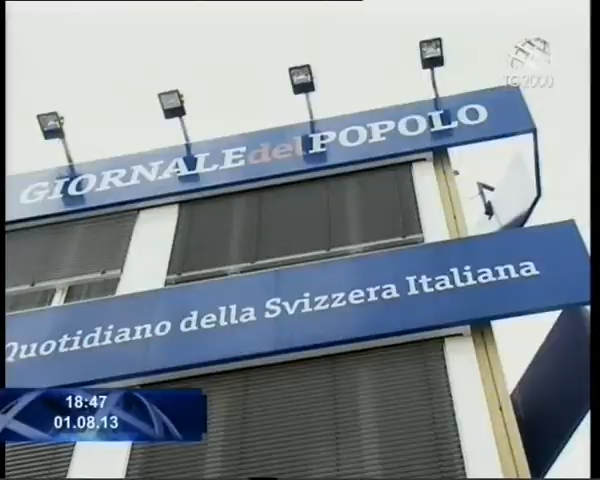 TG2000
GIORNALE del POPOLO
Quotidiano della Svizzera Italiana
18:47
01.08.13